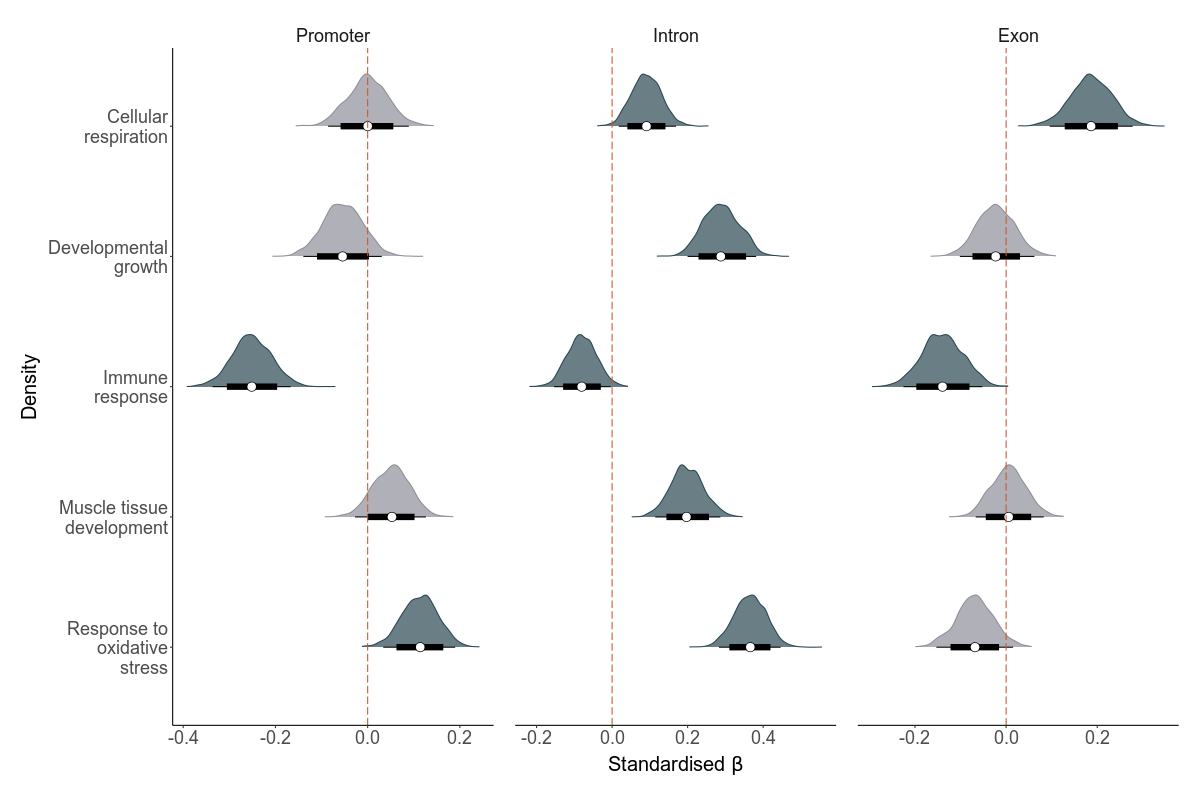 Promoter
Intron
Exon
Density
Cellular
respiration
Developmental
growth
Immune
response
Muscle tissue
development
Response to
oxidative
stress
-0.4 -0.2 0.0 0.2
-0.2 0.0 0.2 0.4
-0.2 0.0 0.2
Standardised β